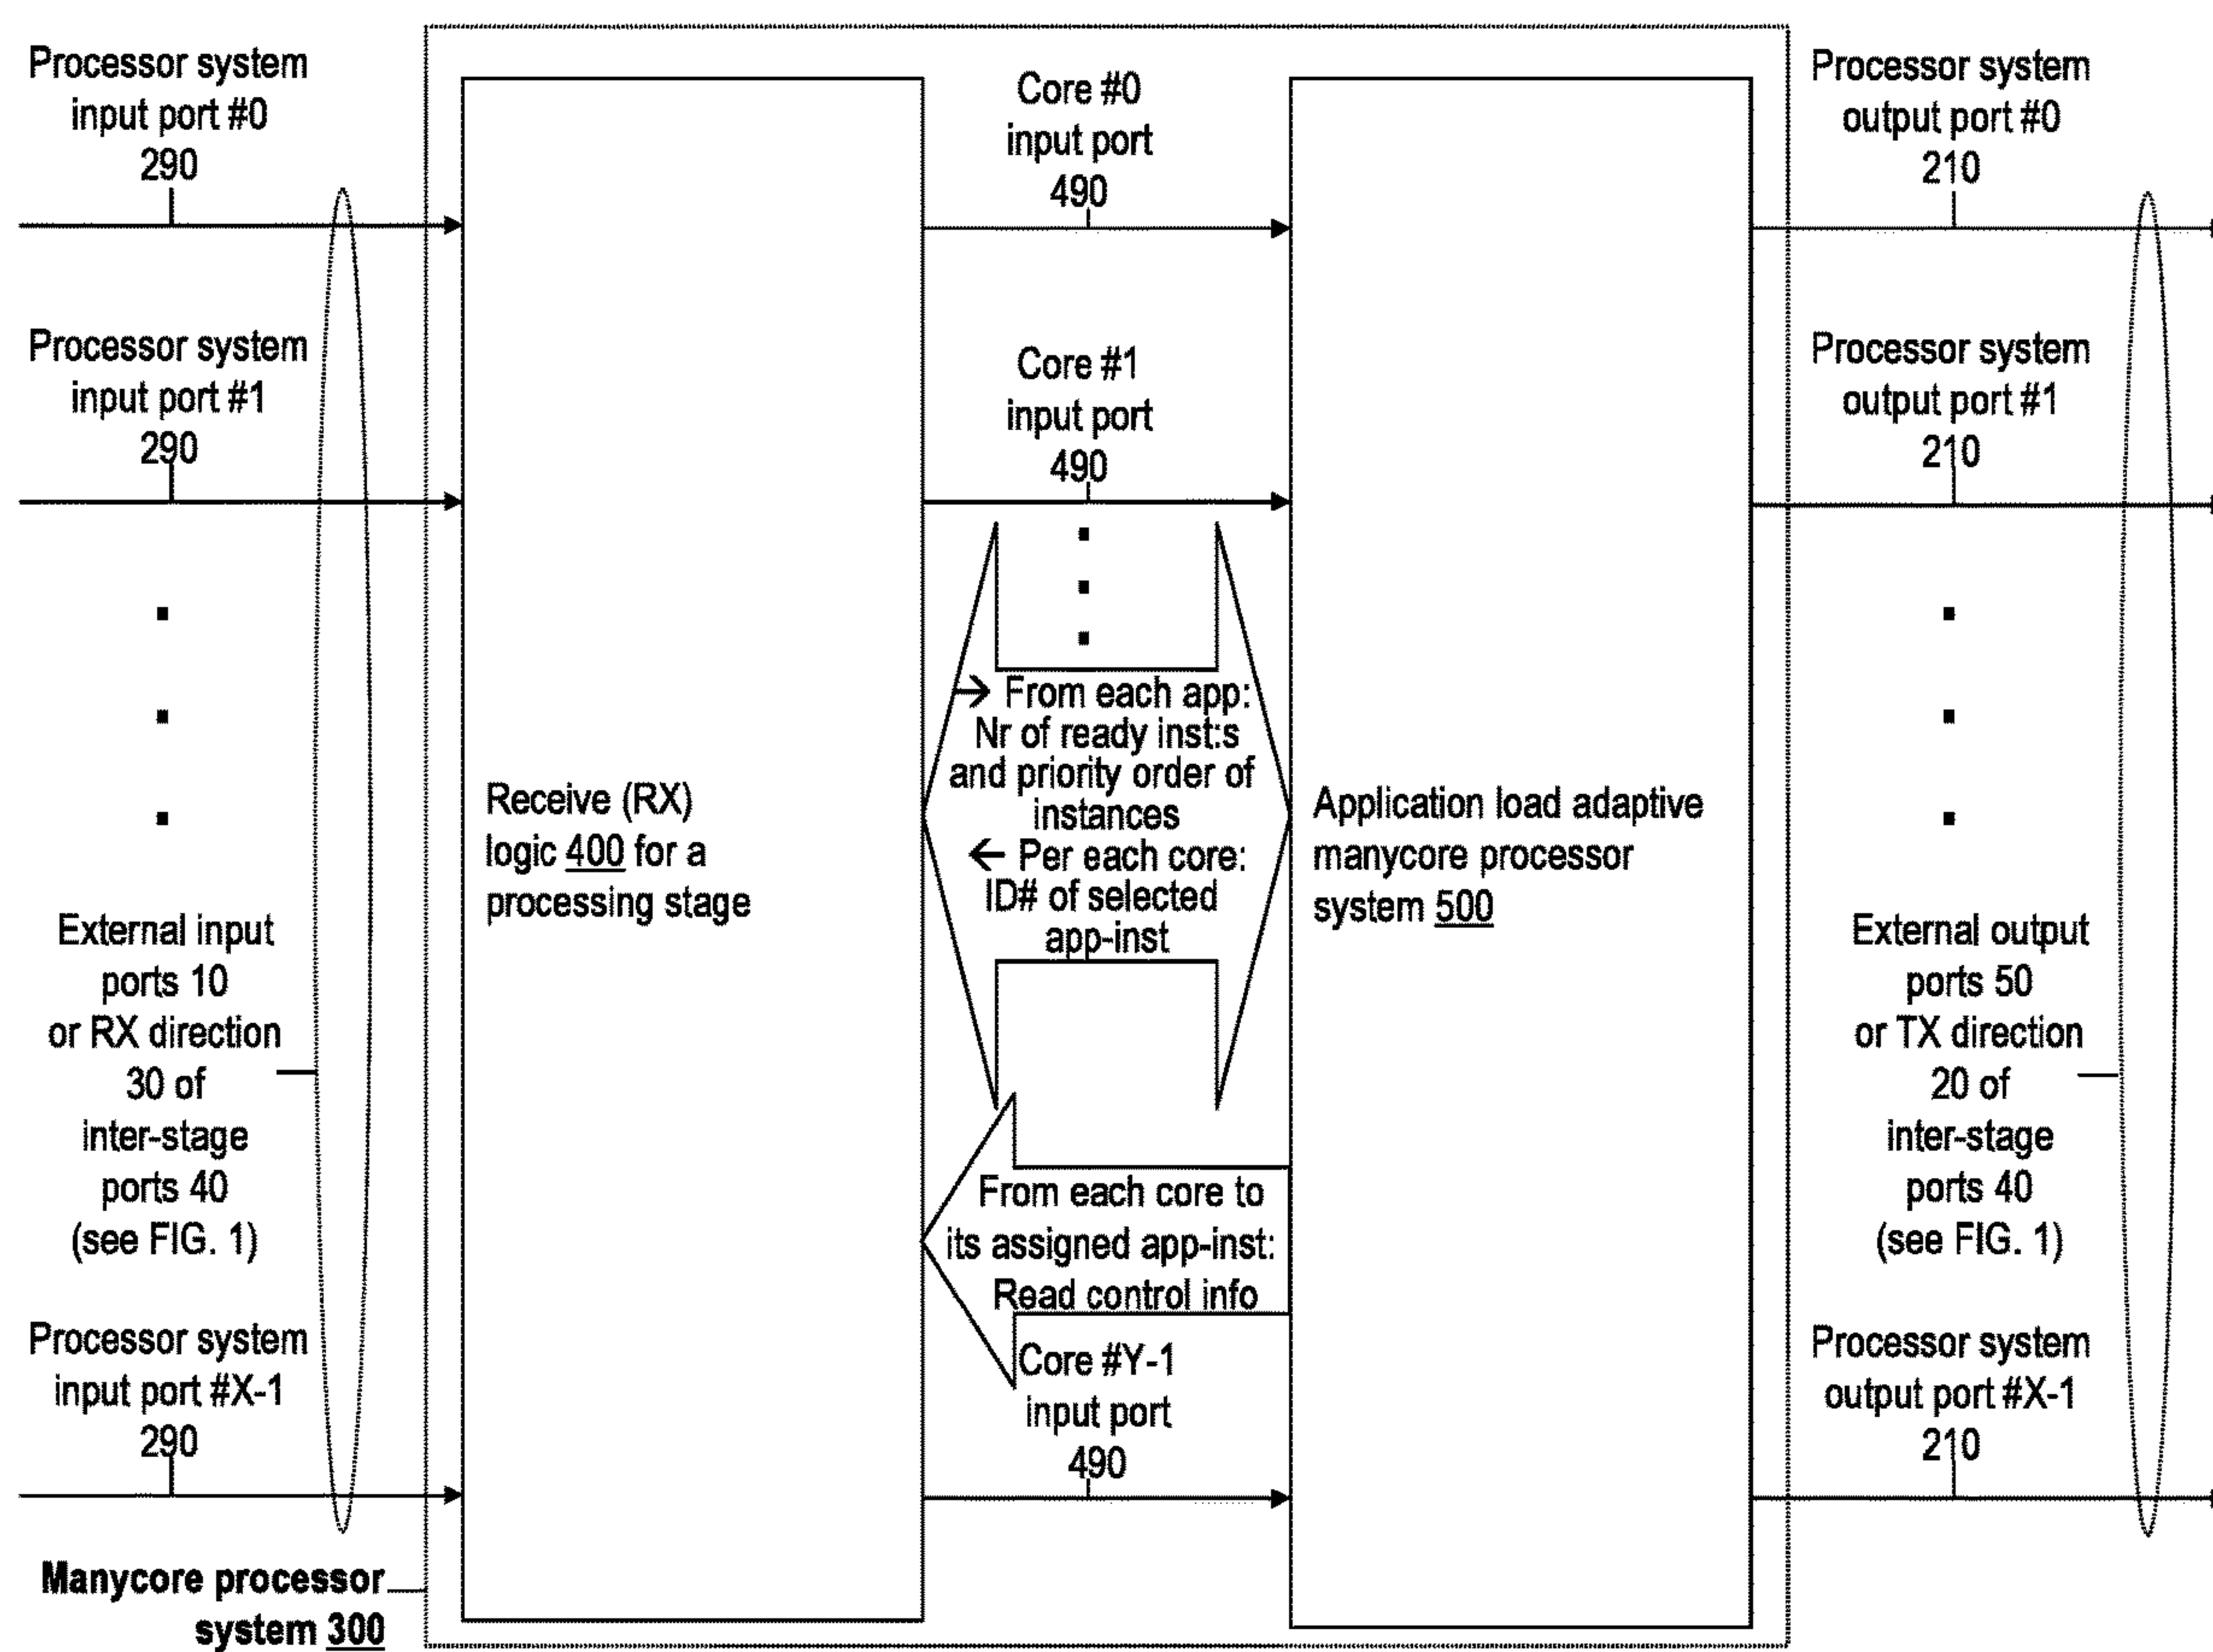 Processor system
input port #0
290
Processor system
input port #1
290
External input
ports 10
or RX direction
30 of
inter-stage
ports 40
(see FIG. 1)
Processor system
input port #X-1
290
Manycore processor
system 300
Receive (RX)
logic 400 for a
processing stage
Core #0
input port
490
Core #1
input port
490
→ From each app:
Nr of ready inst:s
and priority order of
instances
← Per each core:
ID# of selected
app-inst
From each core to
its assigned app-inst:
Read control info
Core #Y-1
input port
490
Application load adaptive
manycore processor
system 500
Processor system
output port #0
210
Processor system
output port #1
210
External output
ports 50
or TX direction
20 of
inter-stage
ports 40
(see FIG. 1)
Processor system
output port #X-1
210